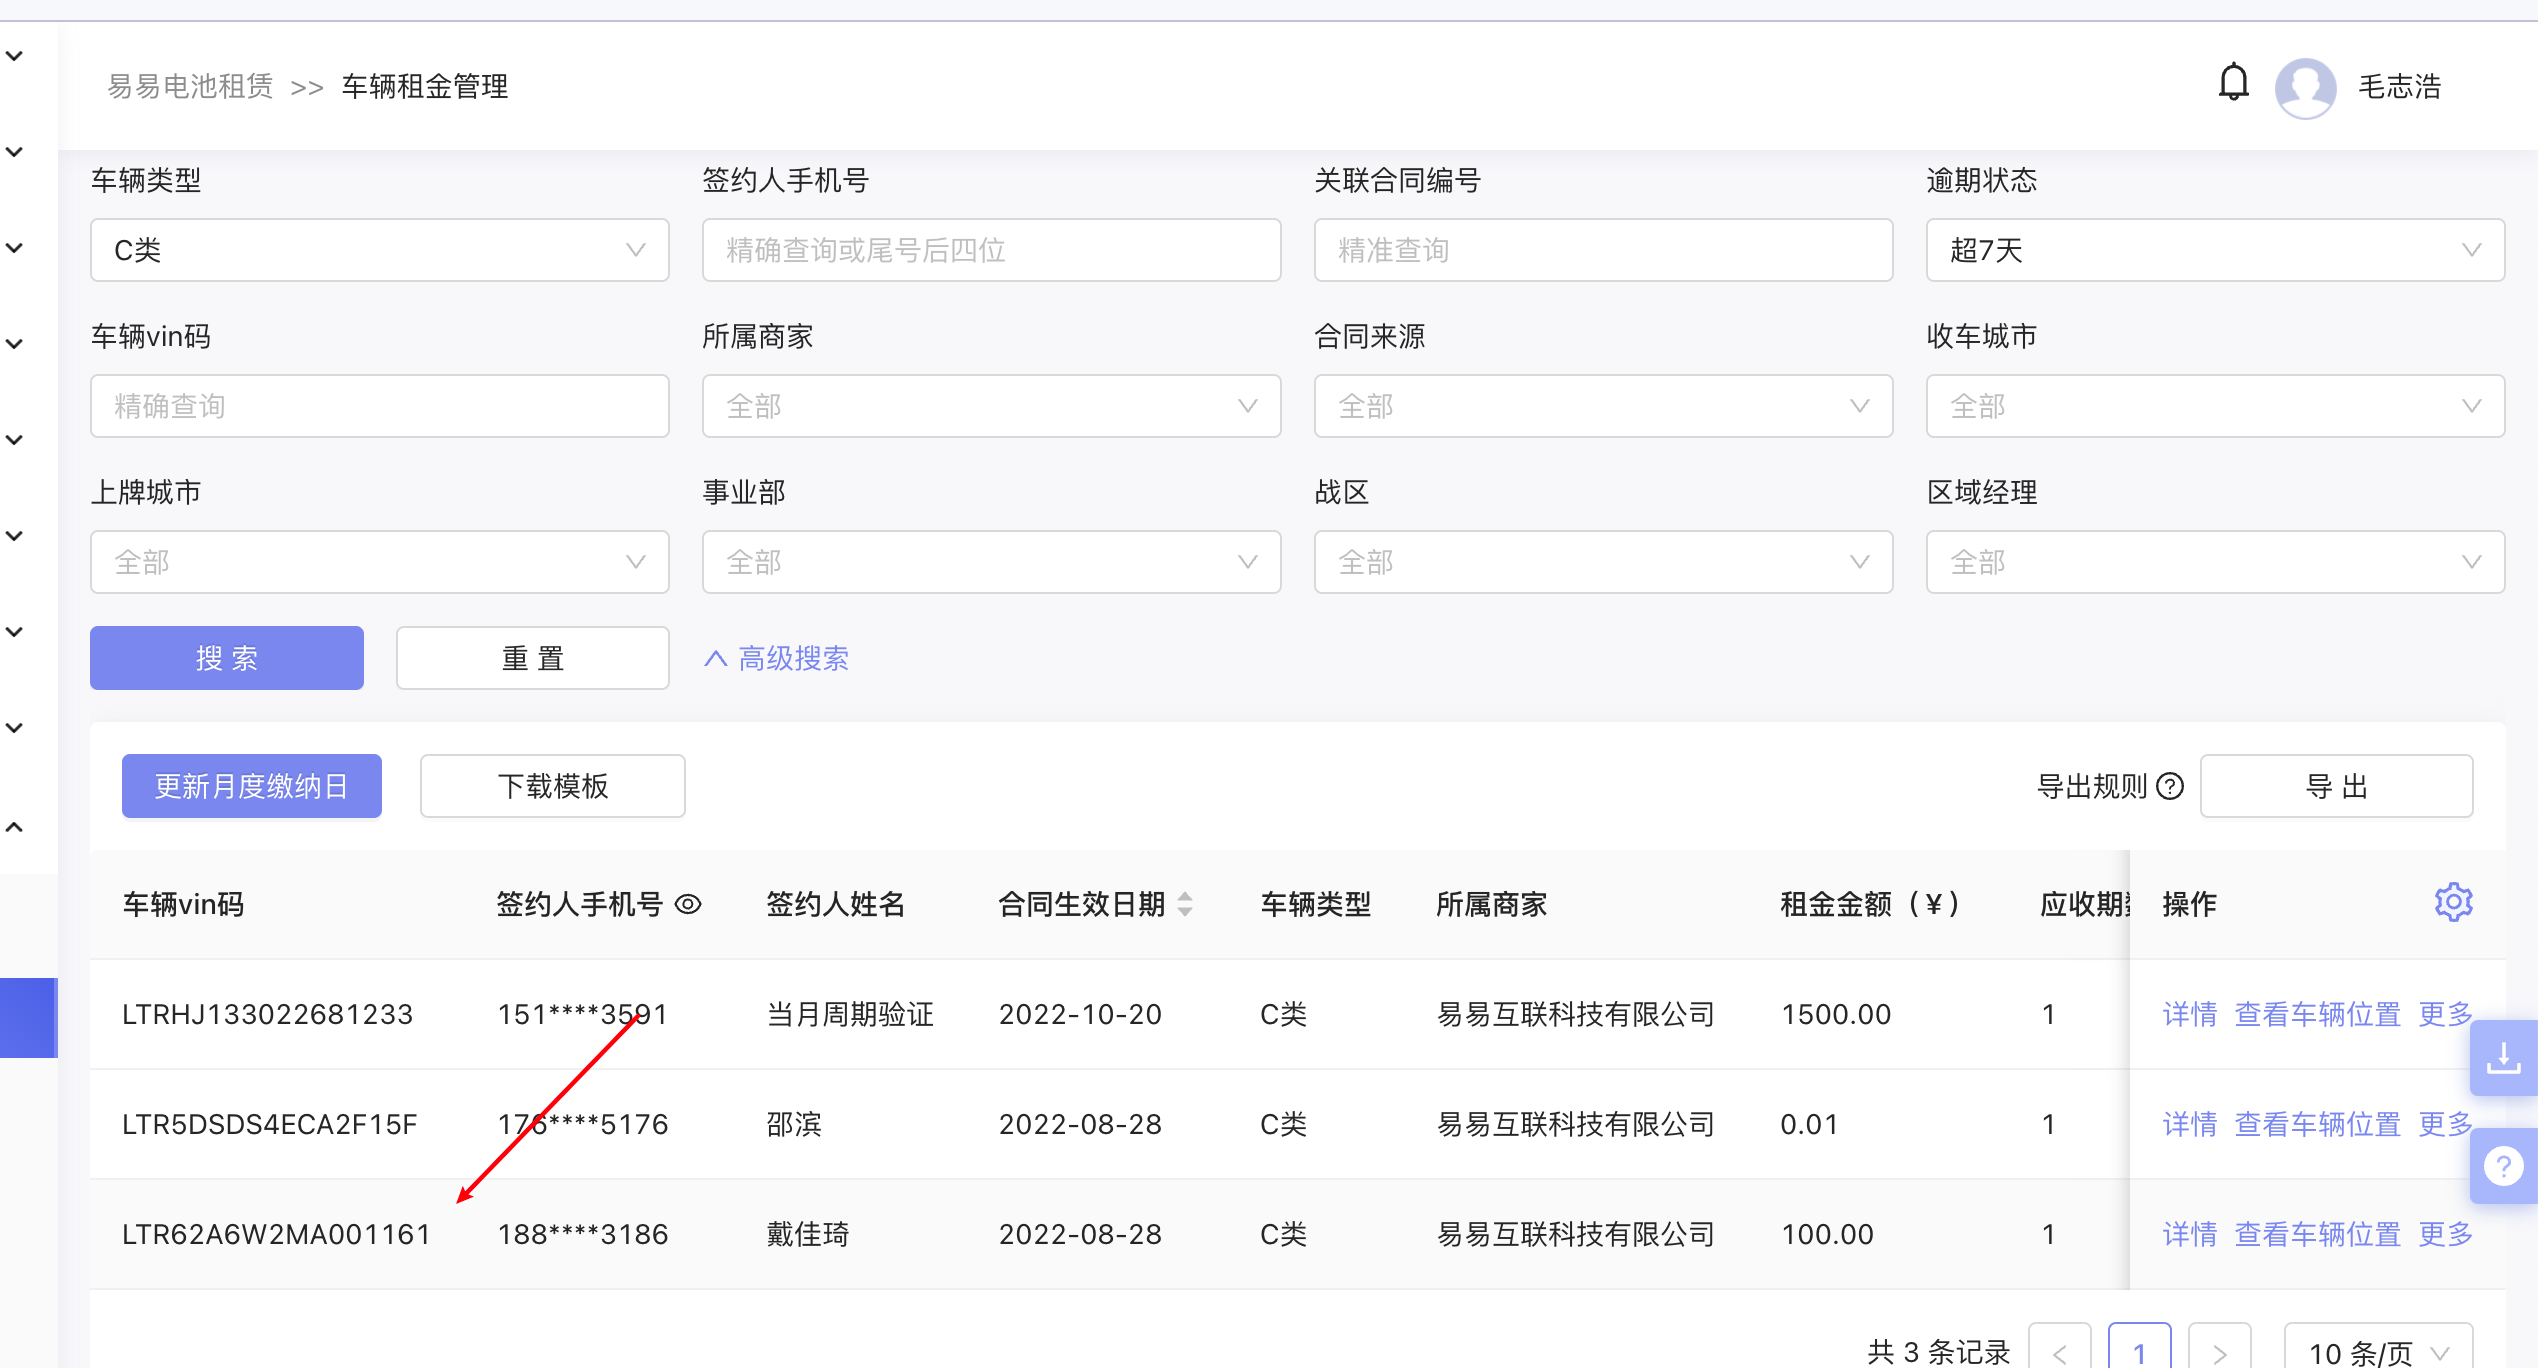 易易电池租赁 >> 车辆租金管理 毛志浩
车辆类型 签约人手机号 关联合同编号 逾期状态
C类 精确查询或尾号后四位 精准查询 超7天
车辆vin码 所属商家 合同来源 收车城市
精确查询 全部 全部 全部
上牌城市 事业部 战区 区域经理
全部 全部 全部 全部
搜 索 重 置 高级搜索
更新月度缴纳日 下载模板 导出规则 ? 导 出
车辆vin码 签约人手机号 签约人姓名 合同生效日期 车辆类型 所属商家 租金金额（¥） 应收期 操作
LTRHJ133022681233 151****3591 当月周期验证 2022-10-20 C类 易易互联科技有限公司 1500.00 1 详情 查看车辆位置 更多
LTR5DSDS4ECA2F15F 176****5176 邵滨 2022-08-28 C类 易易互联科技有限公司 0.01 1 详情 查看车辆位置 更多
LTR62A6W2MA001161 188****3186 戴佳琦 2022-08-28 C类 易易互联科技有限公司 100.00 1 详情 查看车辆位置 更多
共 3 条记录 < 1 > 10 条/页